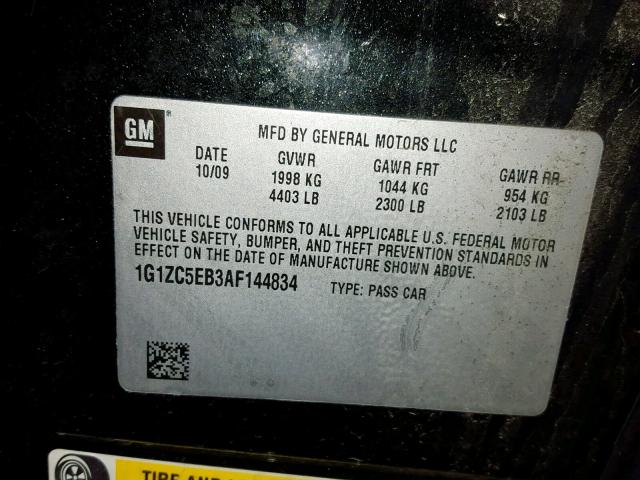 GM ®
MFD BY GENERAL MOTORS LLC
DATE GVWR GAWR FRT GAWR RR
10/09 1998 KG 1044 KG 954 KG
4403 LB 2300 LB 2103 LB
THIS VEHICLE CONFORMS TO ALL APPLICABLE U.S. FEDERAL MOTOR
VEHICLE SAFETY, BUMPER, AND THEFT PREVENTION STANDARDS IN
EFFECT ON THE DATE OF MANUFACTURE SHOWN ABOVE.
1G1ZC5EB3AF144834 TYPE: PASS CAR
TIRE AND